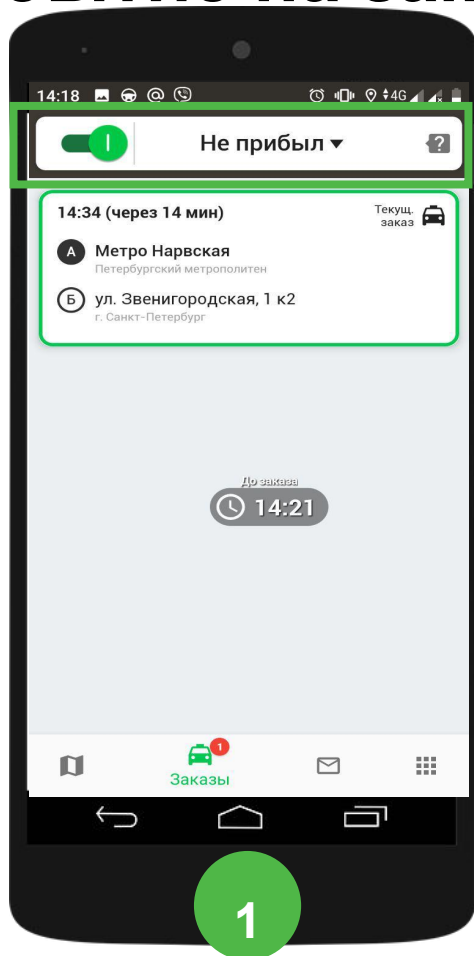 14:18 4G
Не прибыл
?
14:34 (через 14 мин)
Текущ.
заказ
А Метро Нарвская
Петербургский метрополитен
Б ул. Звенигородская, 1 к2
г. Санкт-Петербург
До заказа
14:21
1
Заказы
1